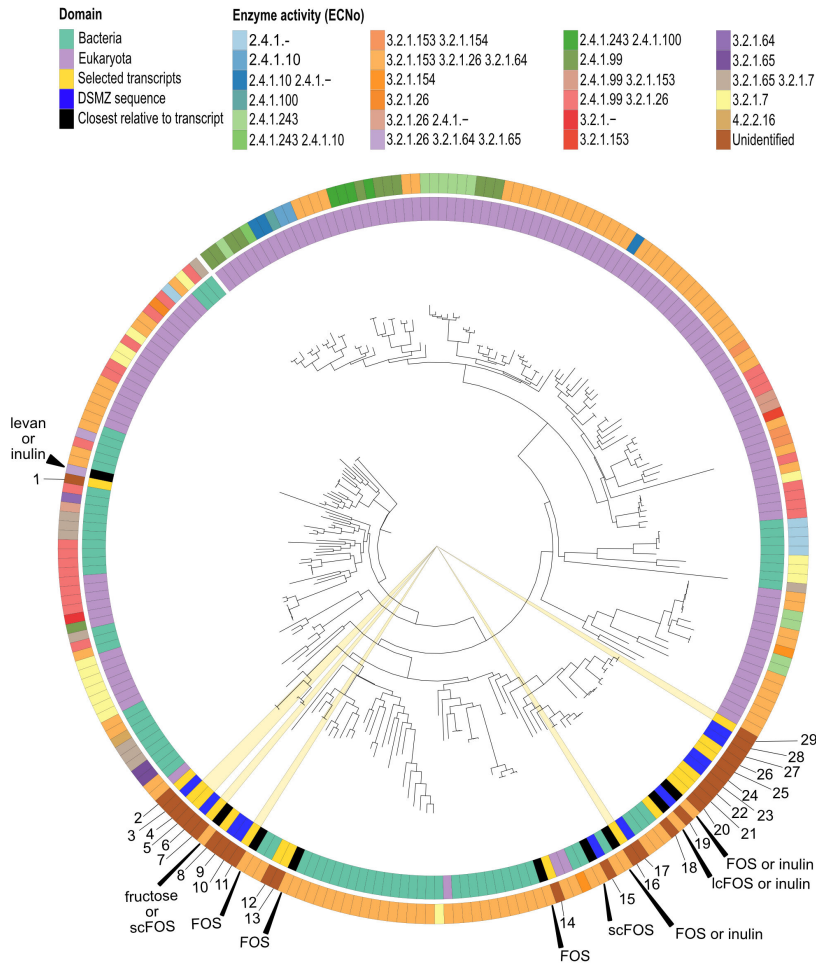 Domain
Bacteria
Eukaryota
Selected transcripts
DSMZ sequence
Closest relative to transcript
Enzyme activity (ECNo)
2.4.1.-
2.4.1.10
2.4.1.10 2.4.1.–
2.4.1.100
2.4.1.243
2.4.1.243 2.4.1.10
3.2.1.153 3.2.1.154
3.2.1.153 3.2.1.26 3.2.1.64
3.2.1.154
3.2.1.26
3.2.1.26 2.4.1.–
3.2.1.26 3.2.1.64 3.2.1.65
2.4.1.243 2.4.1.100
2.4.1.99
2.4.1.99 3.2.1.153
2.4.1.99 3.2.1.26
3.2.1.–
3.2.1.153
3.2.1.64
3.2.1.65
3.2.1.65 3.2.1.7
3.2.1.7
4.2.2.16
Unidentified
levan
or
inulin
1
2
3
4
5
6
7
8
9
10
11
12
13
fructose
or
scFOS
FOS
FOS
14
FOS
15
scFOS
16
17
FOS or inulin
18
lcFOS or inulin
19
FOS or inulin
20
21
22
23
24
25
26
27
28
29